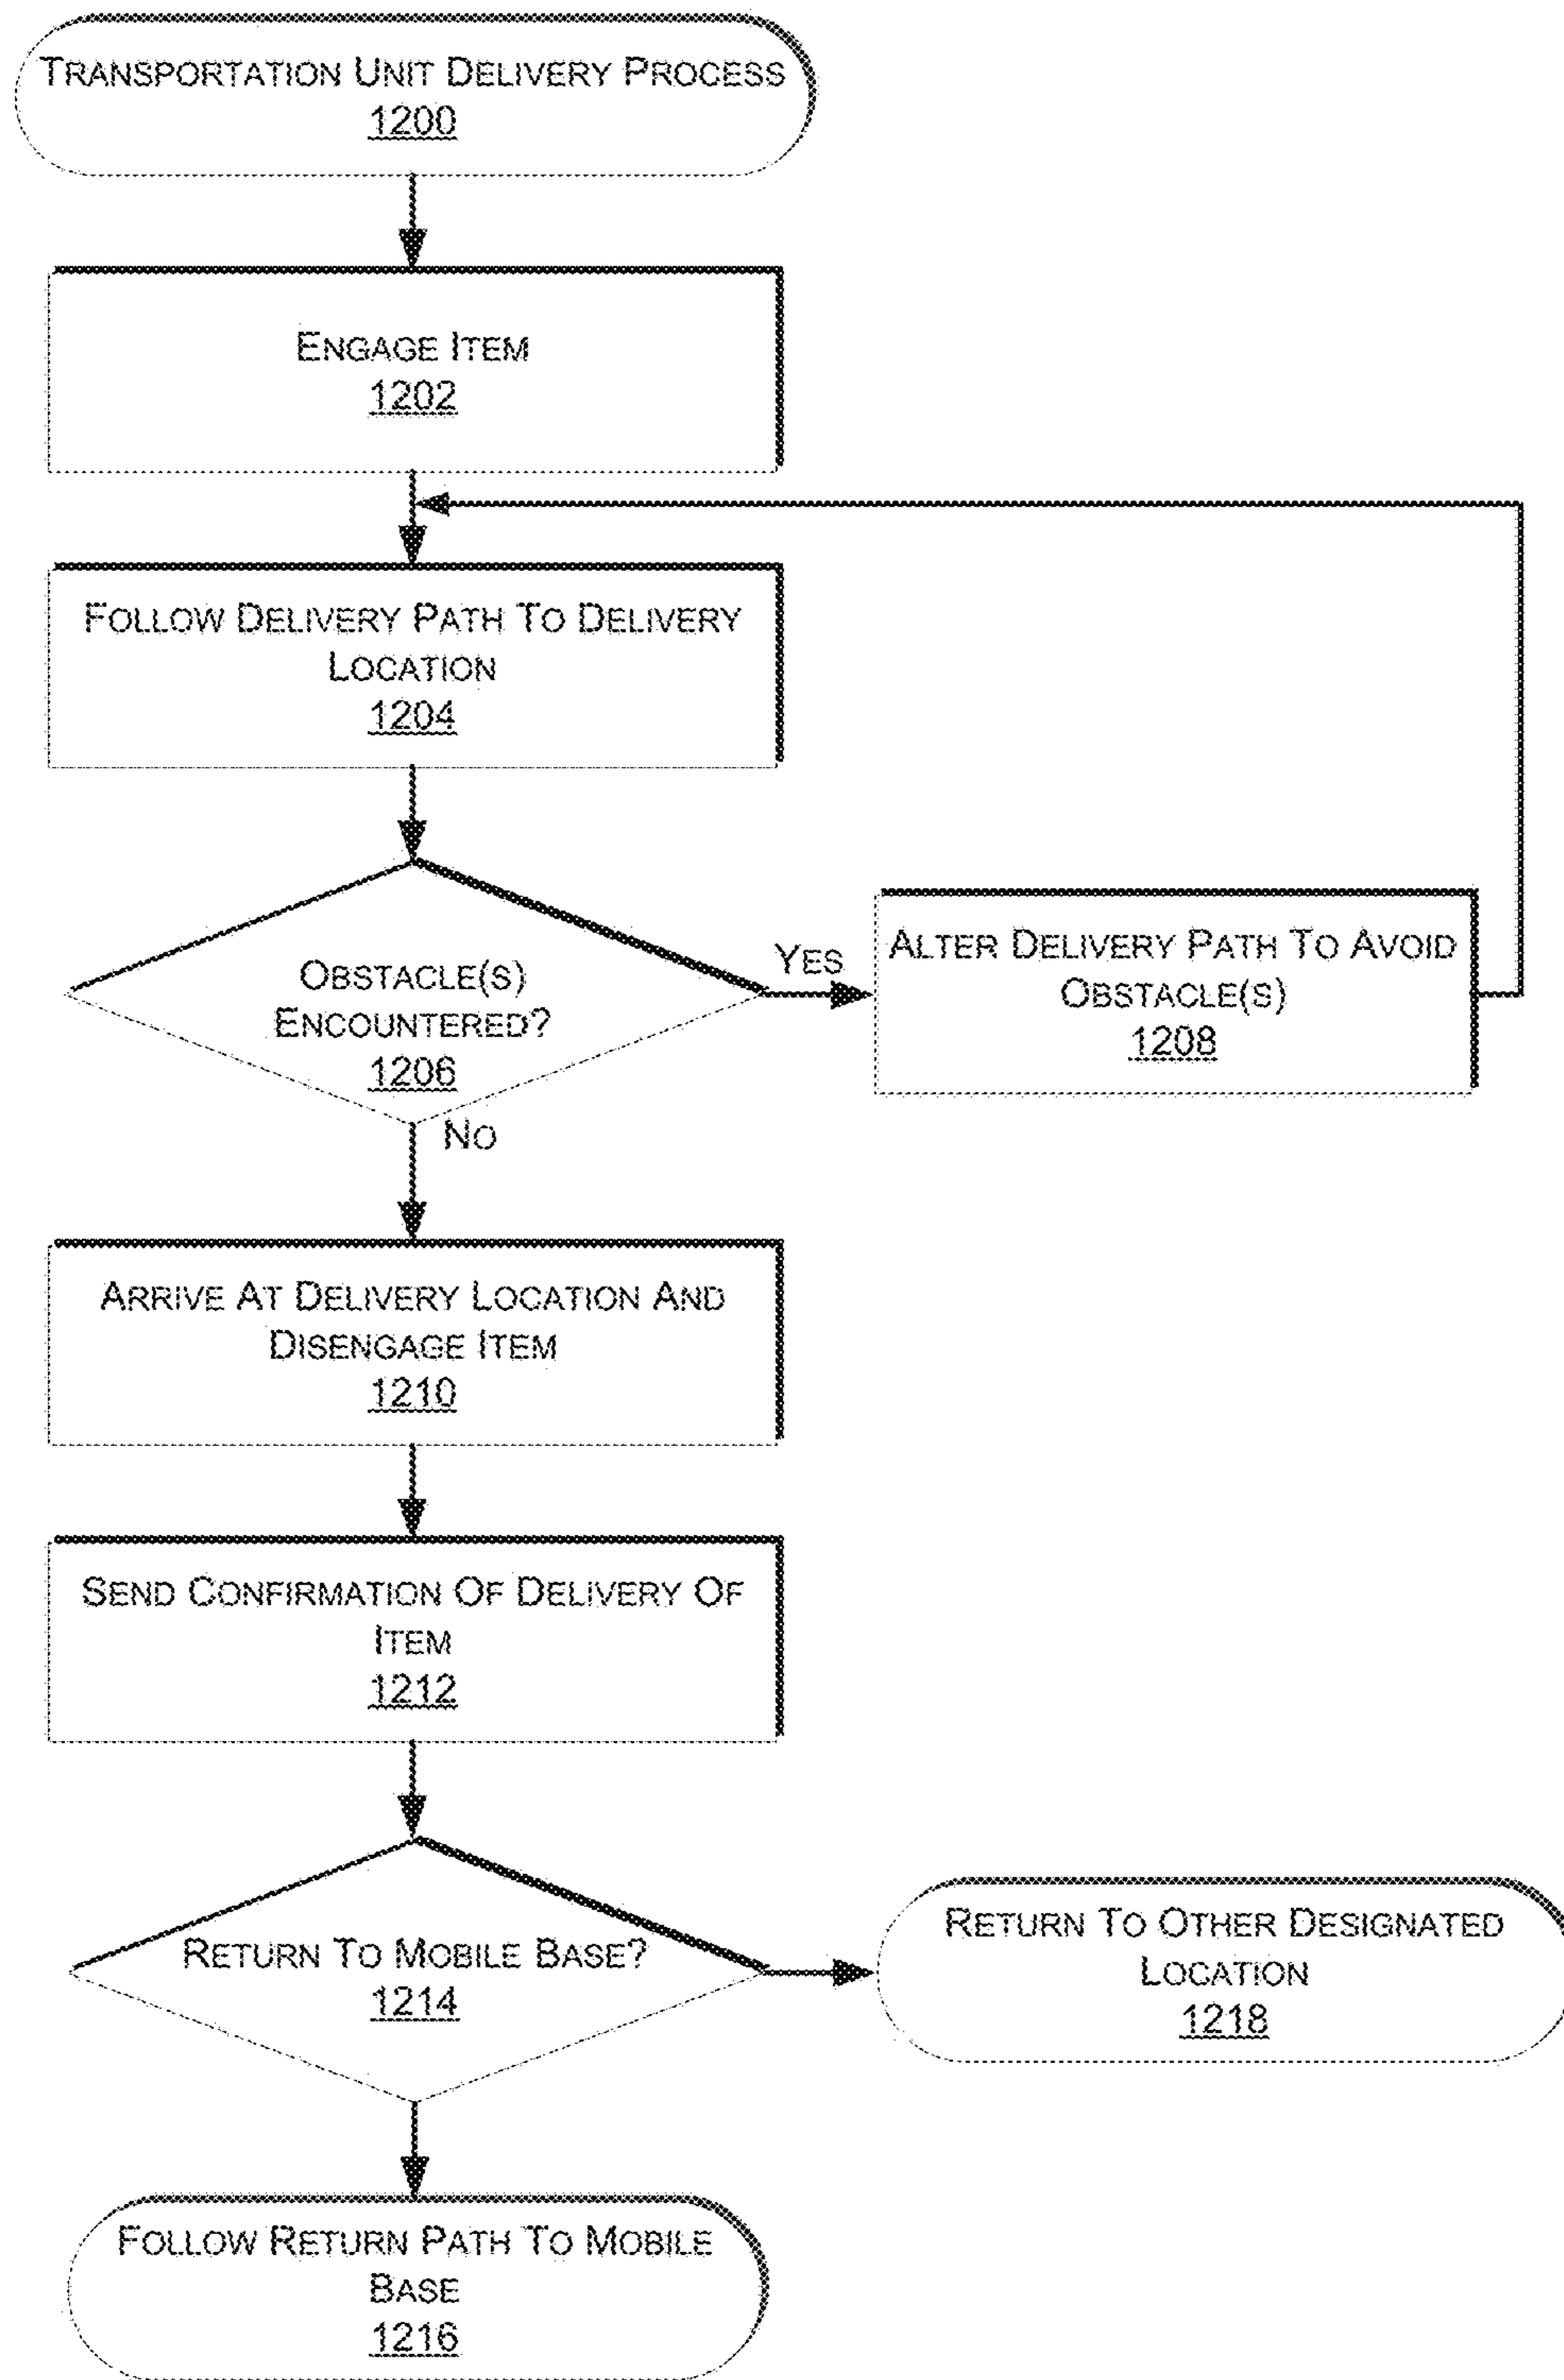 TRANSPORTATION UNIT DELIVERY PROCESS
1200
ENGAGE ITEM
1202
FOLLOW DELIVERY PATH TO DELIVERY
LOCATION
1204
OBSTACLE(S)
ENCOUNTERED?
1206
YES
ALTER DELIVERY PATH TO AVOID
OBSTACLE(S)
1208
NO
ARRIVE AT DELIVERY LOCATION AND
DISENGAGE ITEM
1210
SEND CONFIRMATION OF DELIVERY OF
ITEM
1212
RETURN TO MOBILE BASE?
1214
RETURN TO OTHER DESIGNATED
LOCATION
1218
FOLLOW RETURN PATH TO MOBILE
BASE
1216